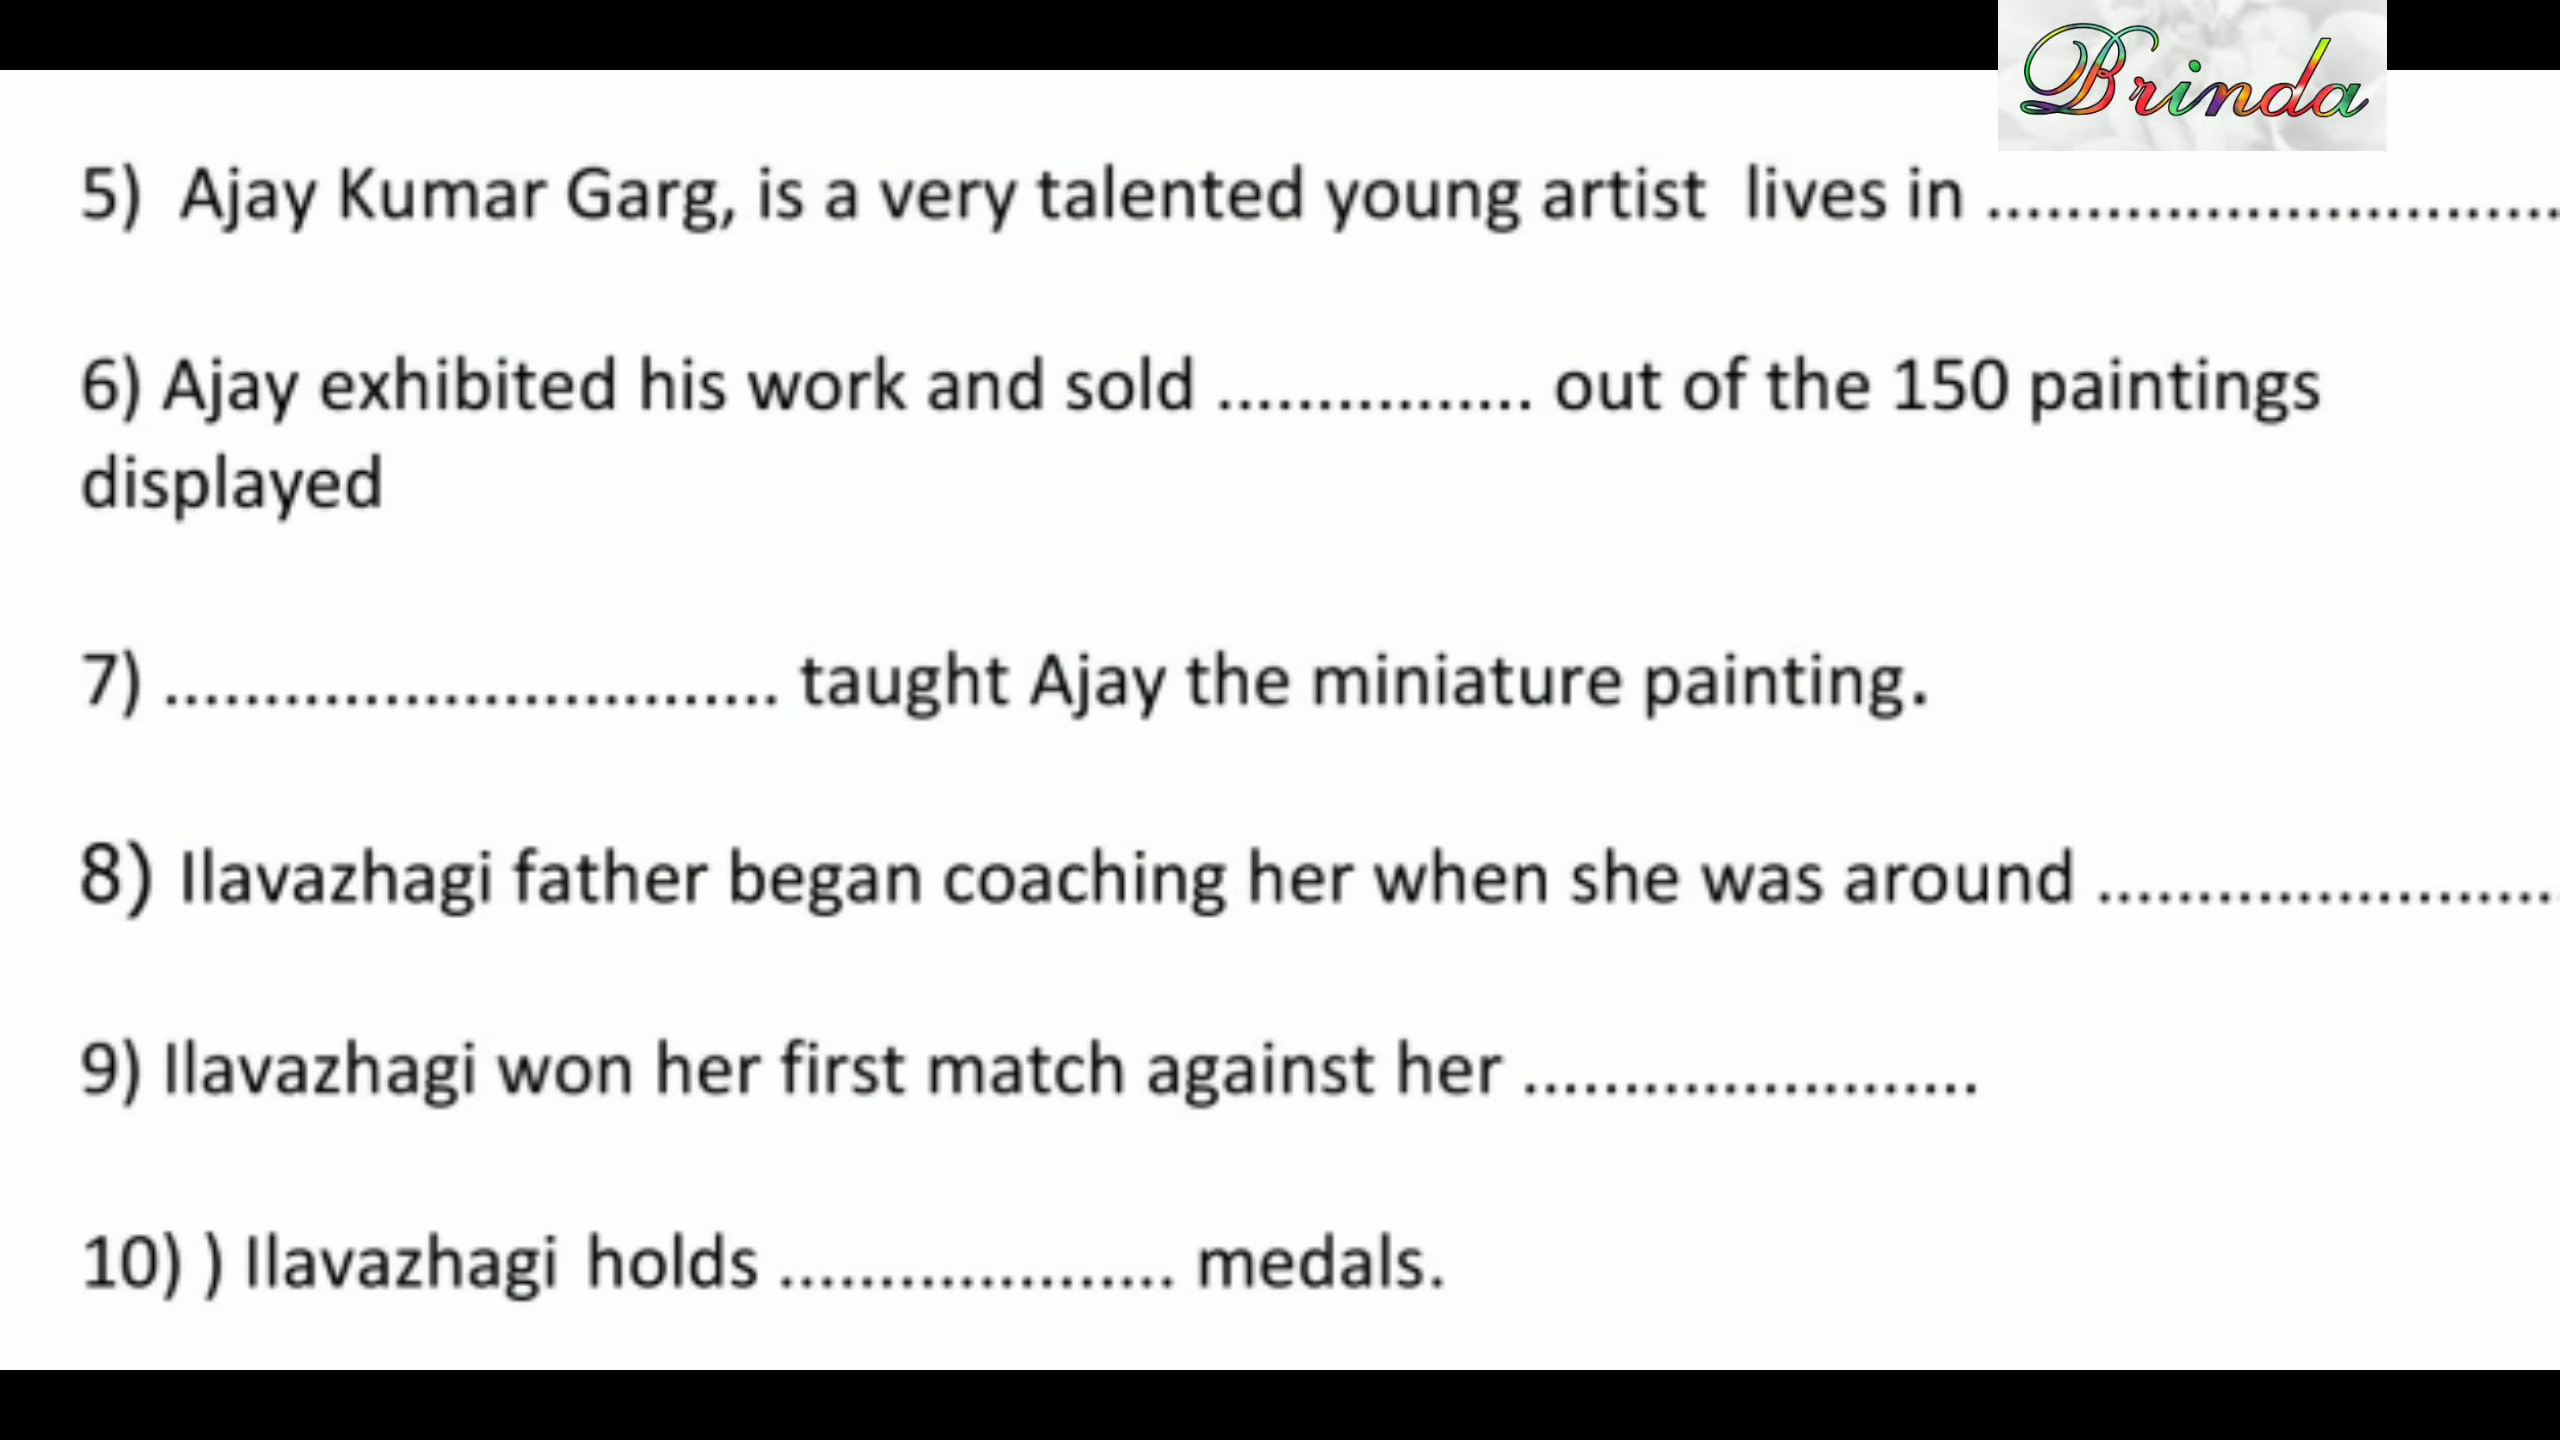 Brinda
5) Ajay Kumar Garg, is a very talented young artist lives in .............................
6) Ajay exhibited his work and sold ................ out of the 150 paintings
displayed
7) ............................... taught Ajay the miniature painting.
8) Ilavazhagi father began coaching her when she was around .......................
9) Ilavazhagi won her first match against her .......................
10) ) Ilavazhagi holds .................... medals.